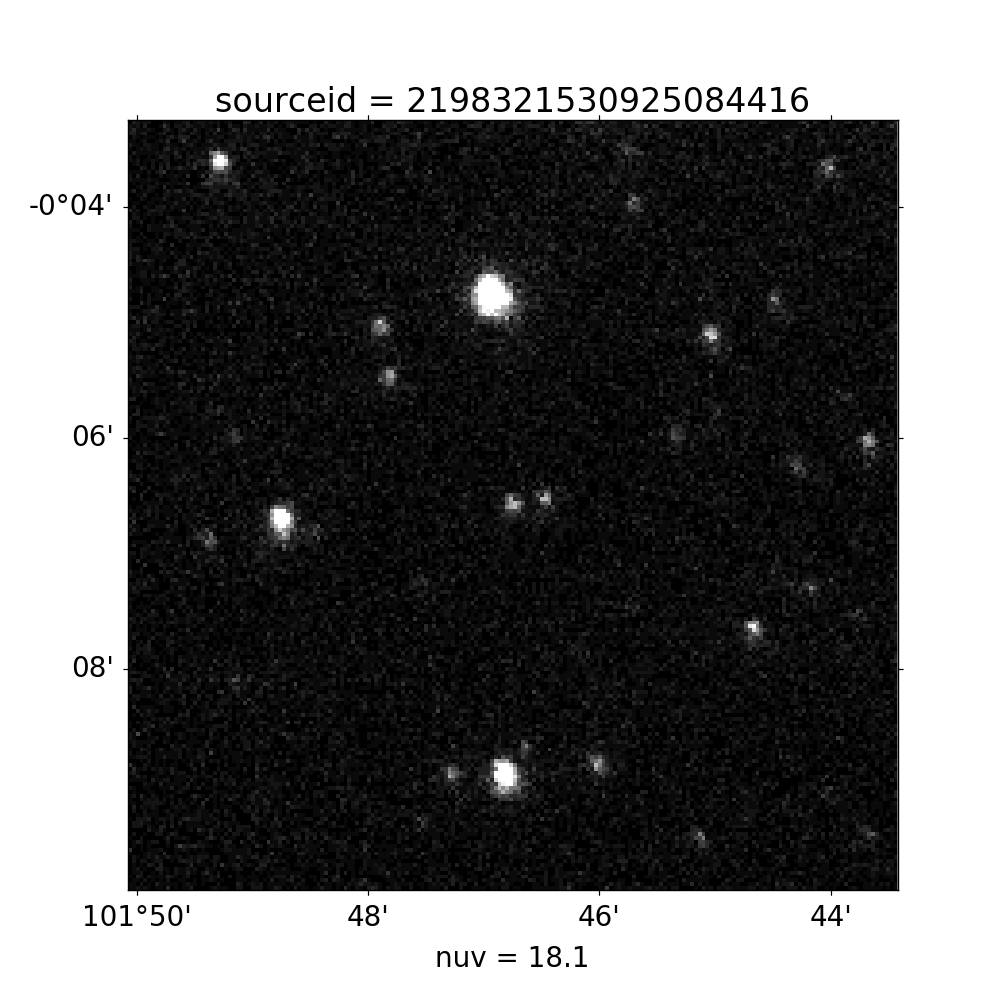 sourceid = 2198321530925084416
-0°04'
06'
08'
101°50' 48' 46' 44'
nuv = 18.1